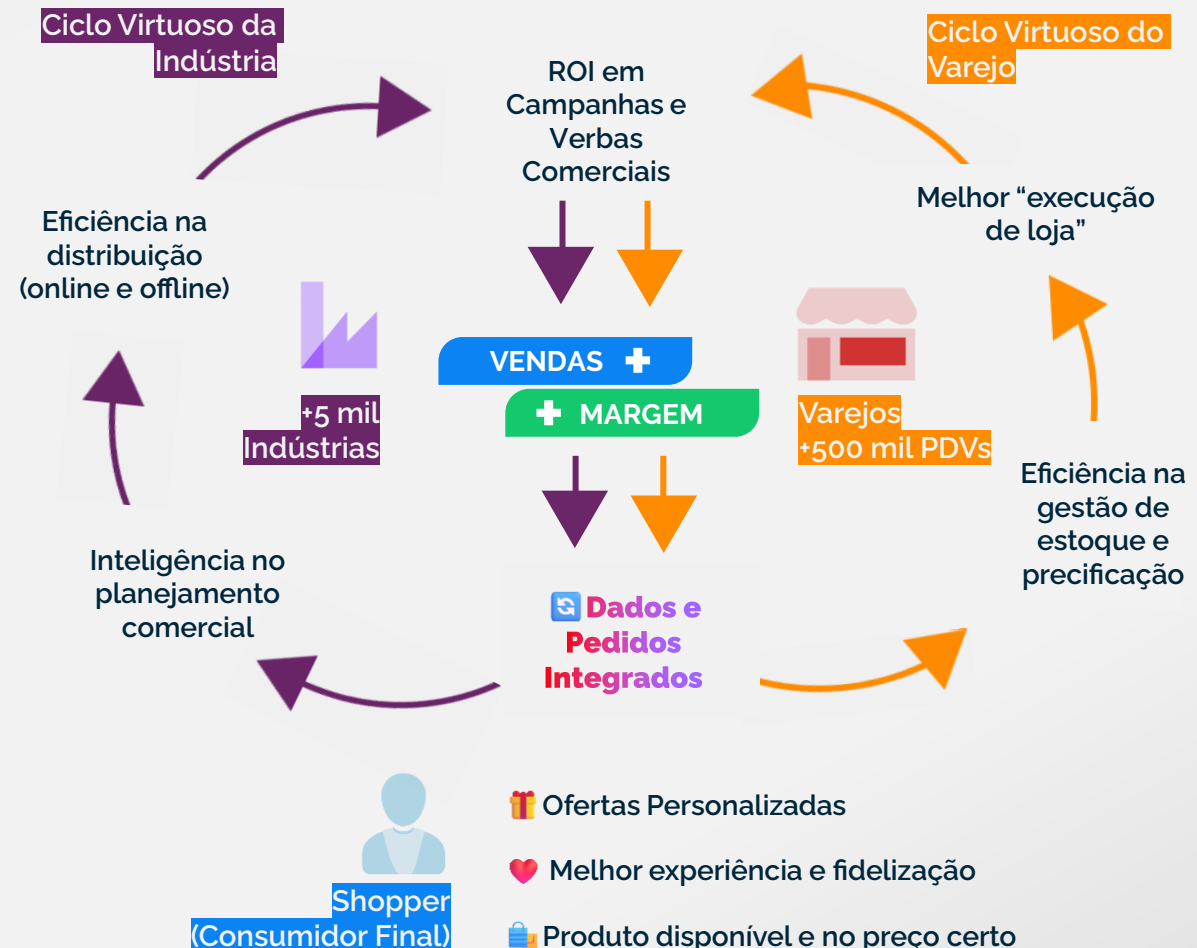 Ciclo Virtuoso da
Indústria
Ciclo Virtuoso do
Varejo
ROI em
Campanhas e
Verbas
Comerciais
Eficiência na
distribuição
(online e offline)
Melhor “execução
de loja”
VENDAS ✚
✚ MARGEM
+5 mil
Indústrias
Varejos
+500 mil PDVs
Eficiência na
gestão de
estoque e
precificação
Inteligência no
planejamento
comercial
🔄 Dados e
Pedidos
Integrados
Shopper
(Consumidor Final)
🎁 Ofertas Personalizadas
❤️ Melhor experiência e fidelização
🛍️ Produto disponível e no preço certo